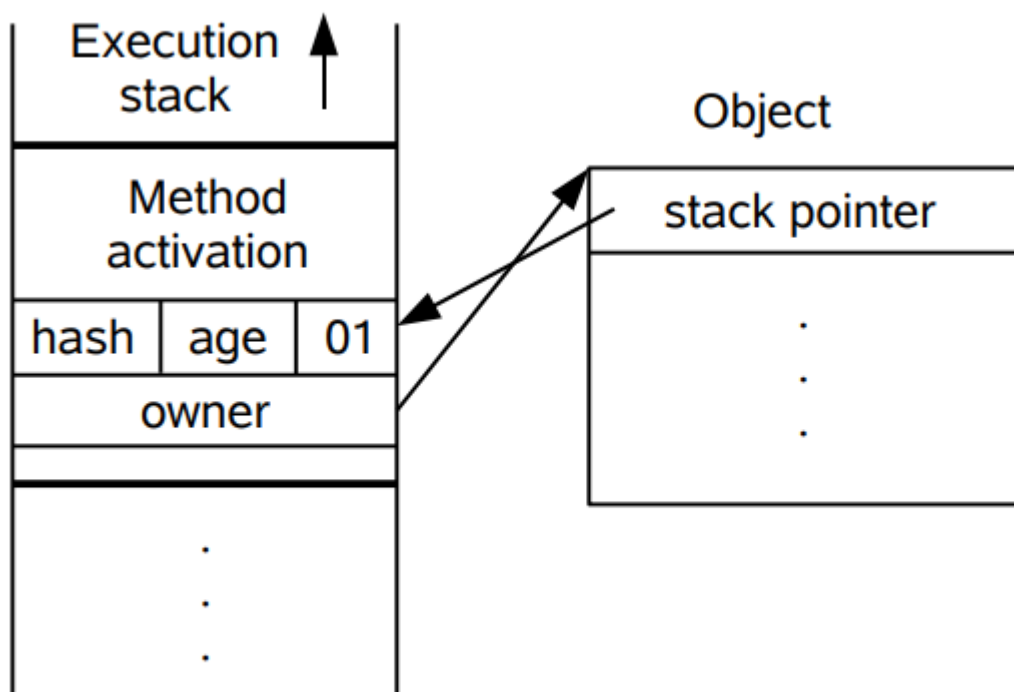 Execution
stack
Object
Method
activation
stack pointer
hash age 01
owner